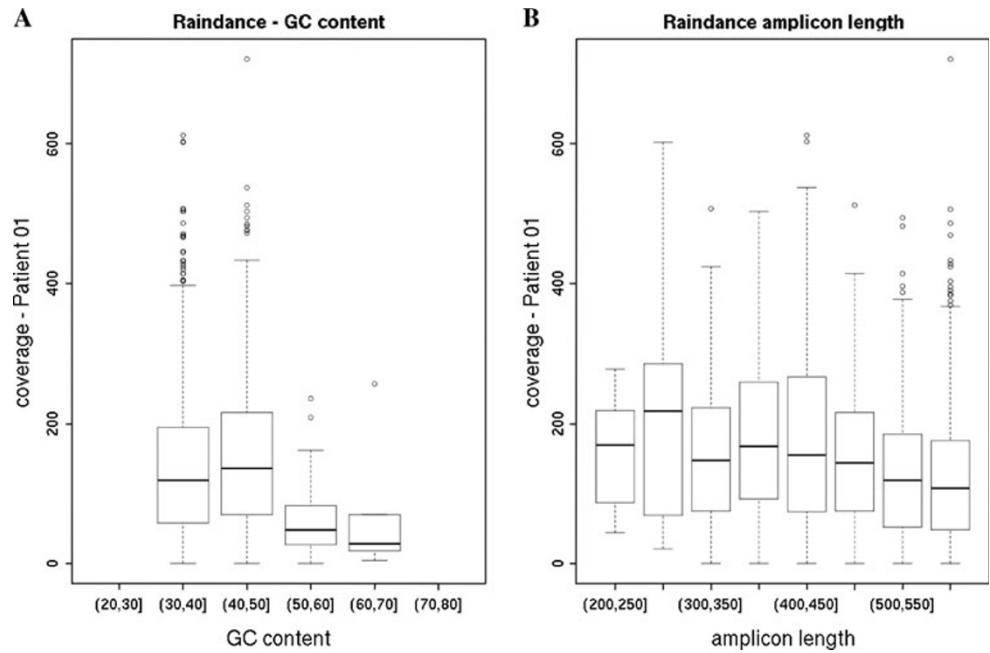 A
Raindance - GC content
coverage - Patient 01
0
200
400
600
(20,30]
(30,40]
(40,50]
(50,60]
(60,70]
(70,80]
GC content
B
Raindance amplicon length
coverage - Patient 01
0
200
400
600
(200,250]
(300,350]
(400,450]
(500,550]
amplicon length